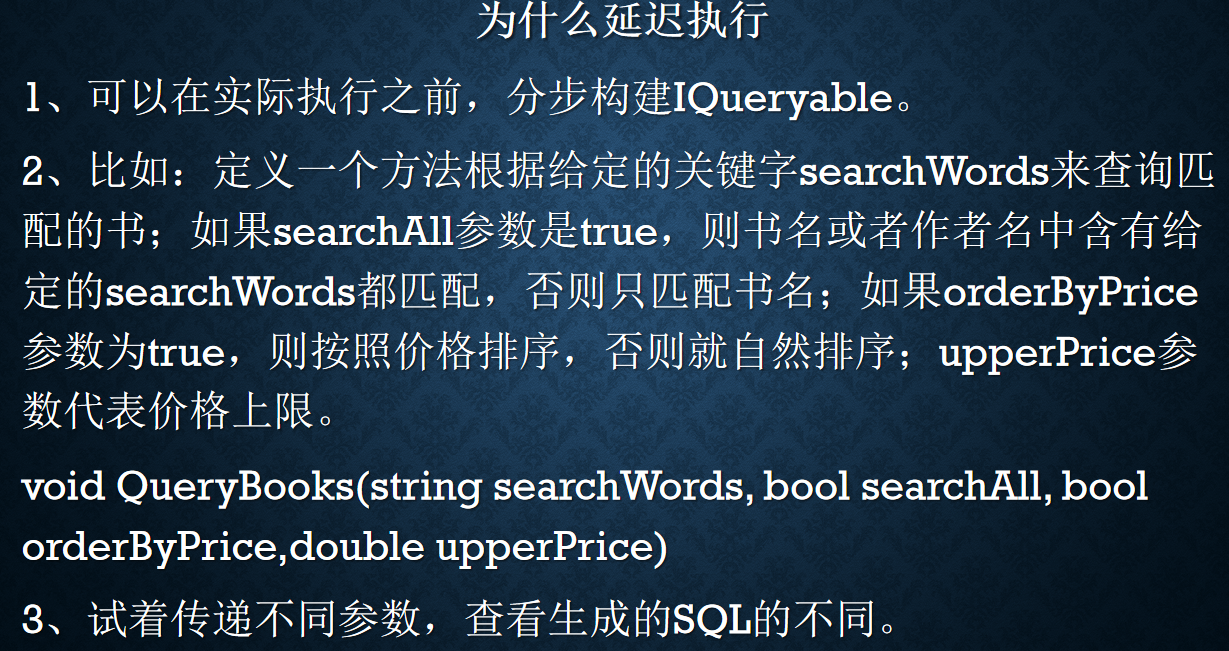 为什么延迟执行
1、可以在实际执行之前，分步构建IQueryable。
2、比如：定义一个方法根据给定的关键字searchWords来查询匹
配的书；如果searchAll参数是true，则书名或者作者名中含有给
定的searchWords都匹配，否则只匹配书名；如果orderByPrice
参数为true，则按照价格排序，否则就自然排序；upperPrice参
数代表价格上限。
void QueryBooks(string searchWords, bool searchAll, bool
orderByPrice,double upperPrice)
3、试着传递不同参数，查看生成的SQL的不同。